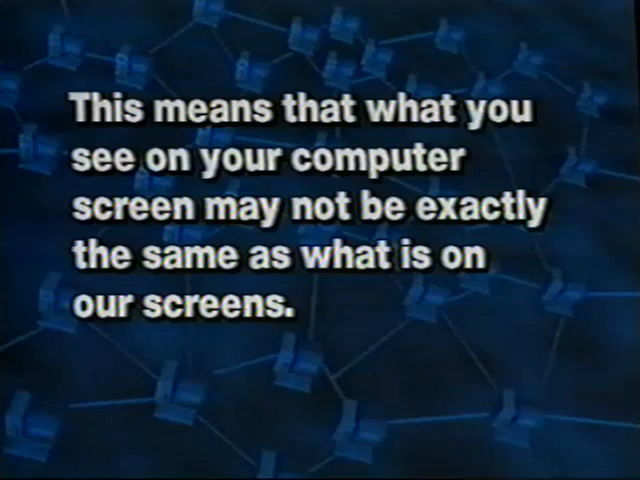 This means that what you
see on your computer
screen may not be exactly
the same as what is on
our screens.